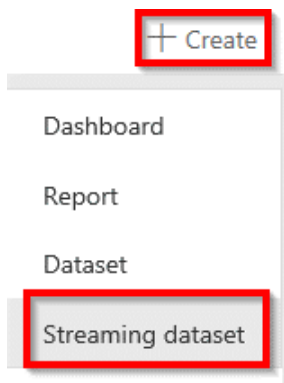 + Create
Dashboard
Report
Dataset
Streaming dataset